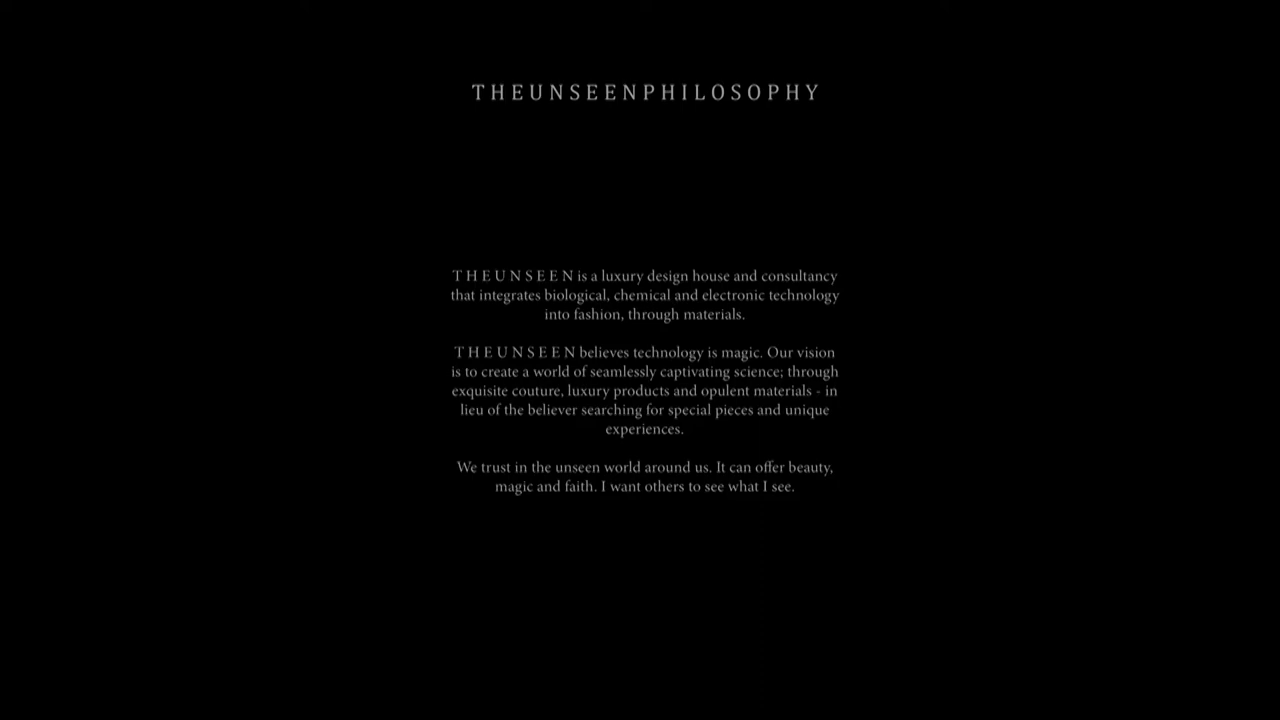 THEUNSEENPHILOSOPHY
T H E U N S E E N is a luxury design house and consultancy
that integrates biological, chemical and electronic technology
into fashion, through materials.
T H E U N S E E N believes technology is magic. Our vision
is to create a world of seamlessly captivating science; through
exquisite couture, luxury products and opulent materials - in
lieu of the believer searching for special pieces and unique
experiences.
We trust in the unseen world around us. It can offer beauty,
magic and faith. I want others to see what I see.